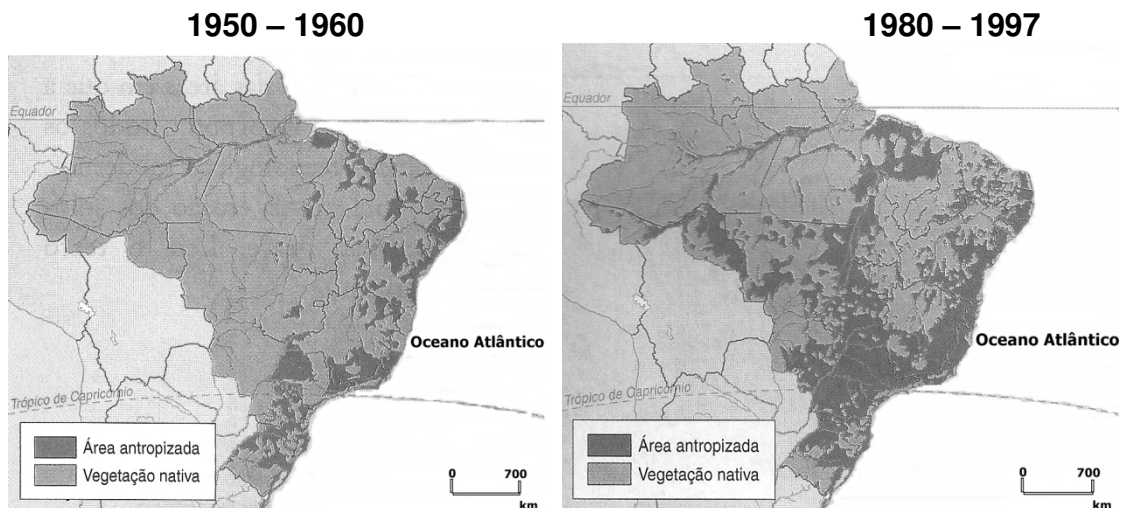 1950 – 1960
Equador
Oceano Atlântico
Trópico de Capricórnio
Área antropizada
Vegetação nativa
0 700
km
1980 – 1997
Equador
Oceano Atlântico
Trópico de Capricórnio
Área antropizada
Vegetação nativa
0 700
km